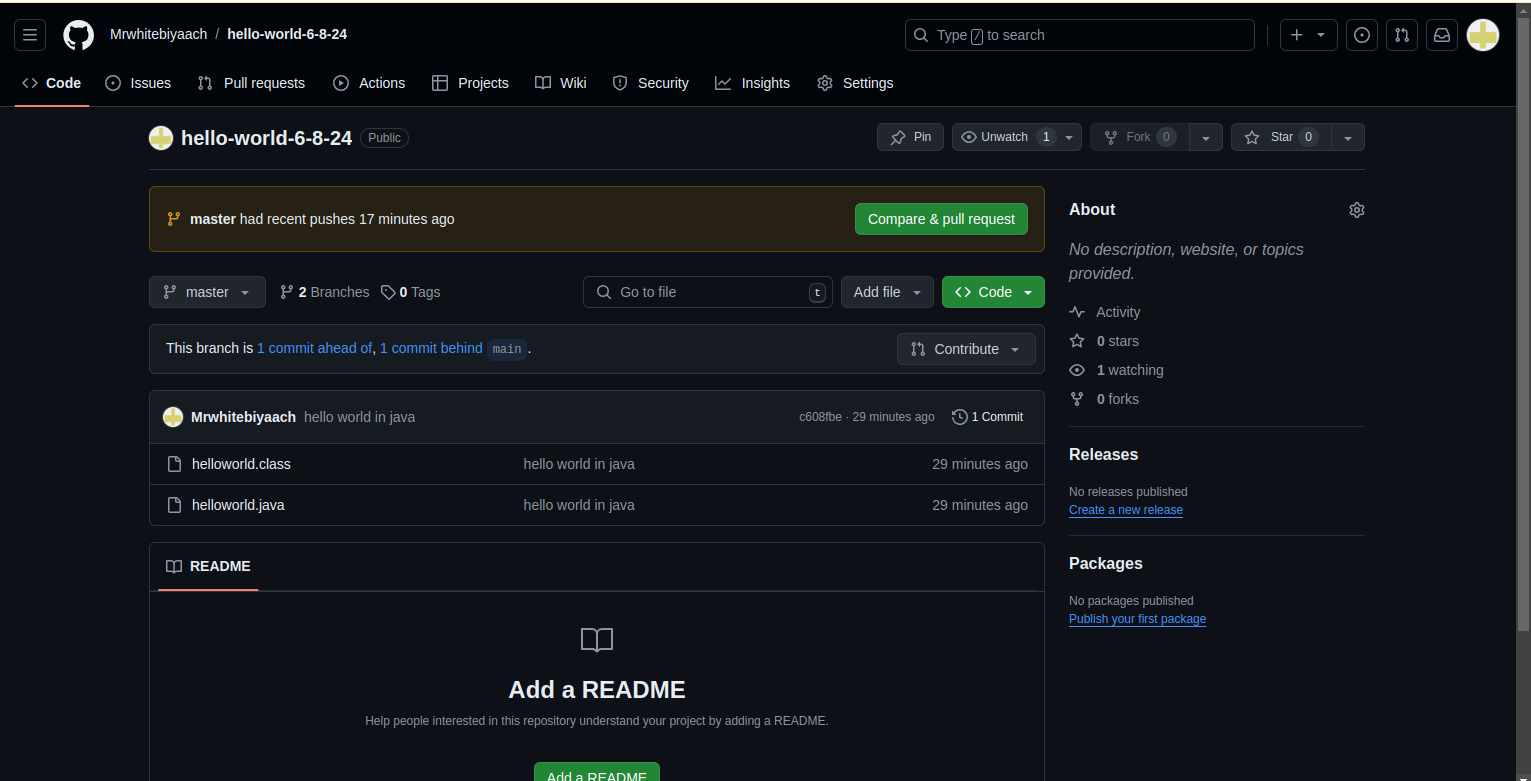 Mrwhitebiyaach / hello-world-6-8-24
Type / to search
Code Issues Pull requests Actions Projects Wiki Security Insights Settings
hello-world-6-8-24 Public
Pin Unwatch 1 Fork 0 Star 0
master had recent pushes 17 minutes ago Compare & pull request
master 2 Branches 0 Tags Go to file t Add file Code
This branch is 1 commit ahead of, 1 commit behind main. Contribute
Mrwhitebiyaach hello world in java c608fbe · 29 minutes ago 1 Commit
helloworld.class hello world in java 29 minutes ago
helloworld.java hello world in java 29 minutes ago
README
Add a README
Help people interested in this repository understand your project by adding a README.
Add a README
About
No description, website, or topics
provided.
Activity
0 stars
1 watching
0 forks
Releases
No releases published
Create a new release
Packages
No packages published
Publish your first package